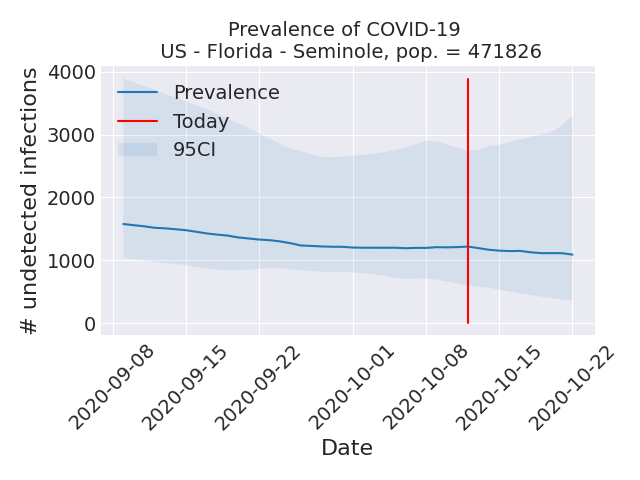 Prevalence of COVID-19
US - Florida - Seminole, pop. = 471826
# undetected infections
4000
3000
2000
1000
0
Prevalence
Today
95CI
2020-09-08
2020-09-15
2020-09-22
2020-10-01
2020-10-08
2020-10-15
2020-10-22
Date